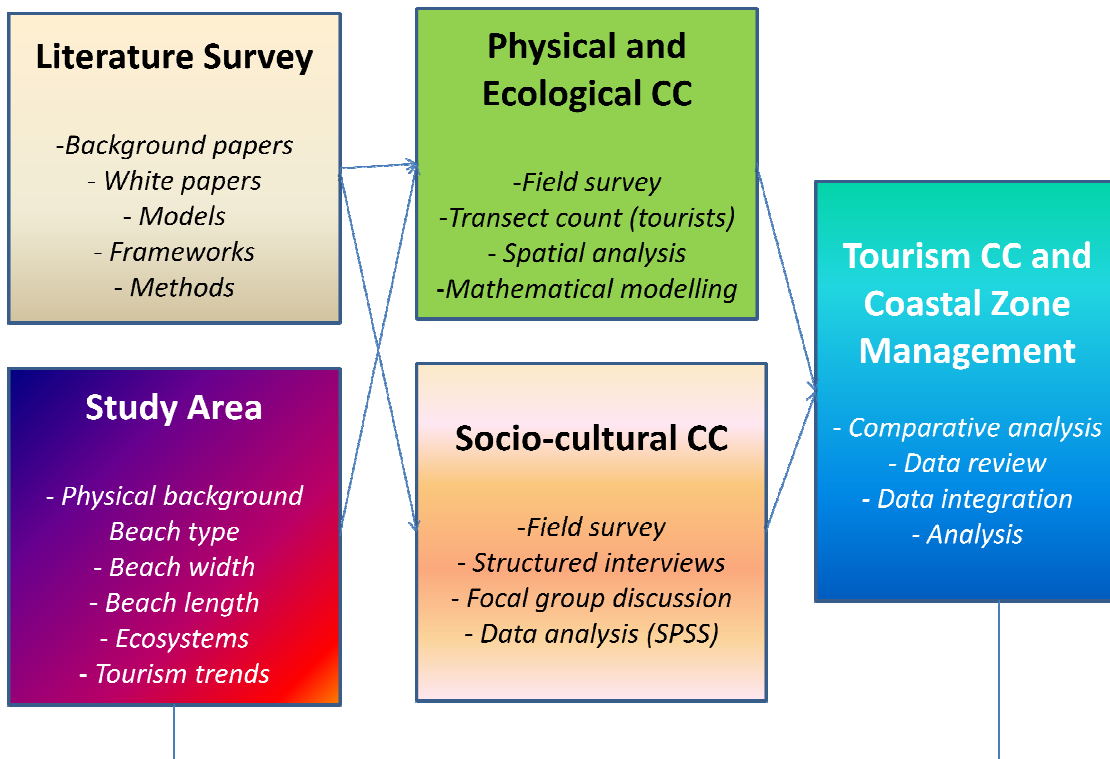 Literature Survey
-Background papers
- White papers
- Models
- Frameworks
- Methods
Physical and
Ecological CC
-Field survey
-Transect count (tourists)
- Spatial analysis
-Mathematical modelling
Study Area
- Physical background
Beach type
- Beach width
- Beach length
- Ecosystems
- Tourism trends
Socio-cultural CC
-Field survey
- Structured interviews
- Focal group discussion
- Data analysis (SPSS)
Tourism CC and
Coastal Zone
Management
- Comparative analysis
- Data review
- Data integration
- Analysis